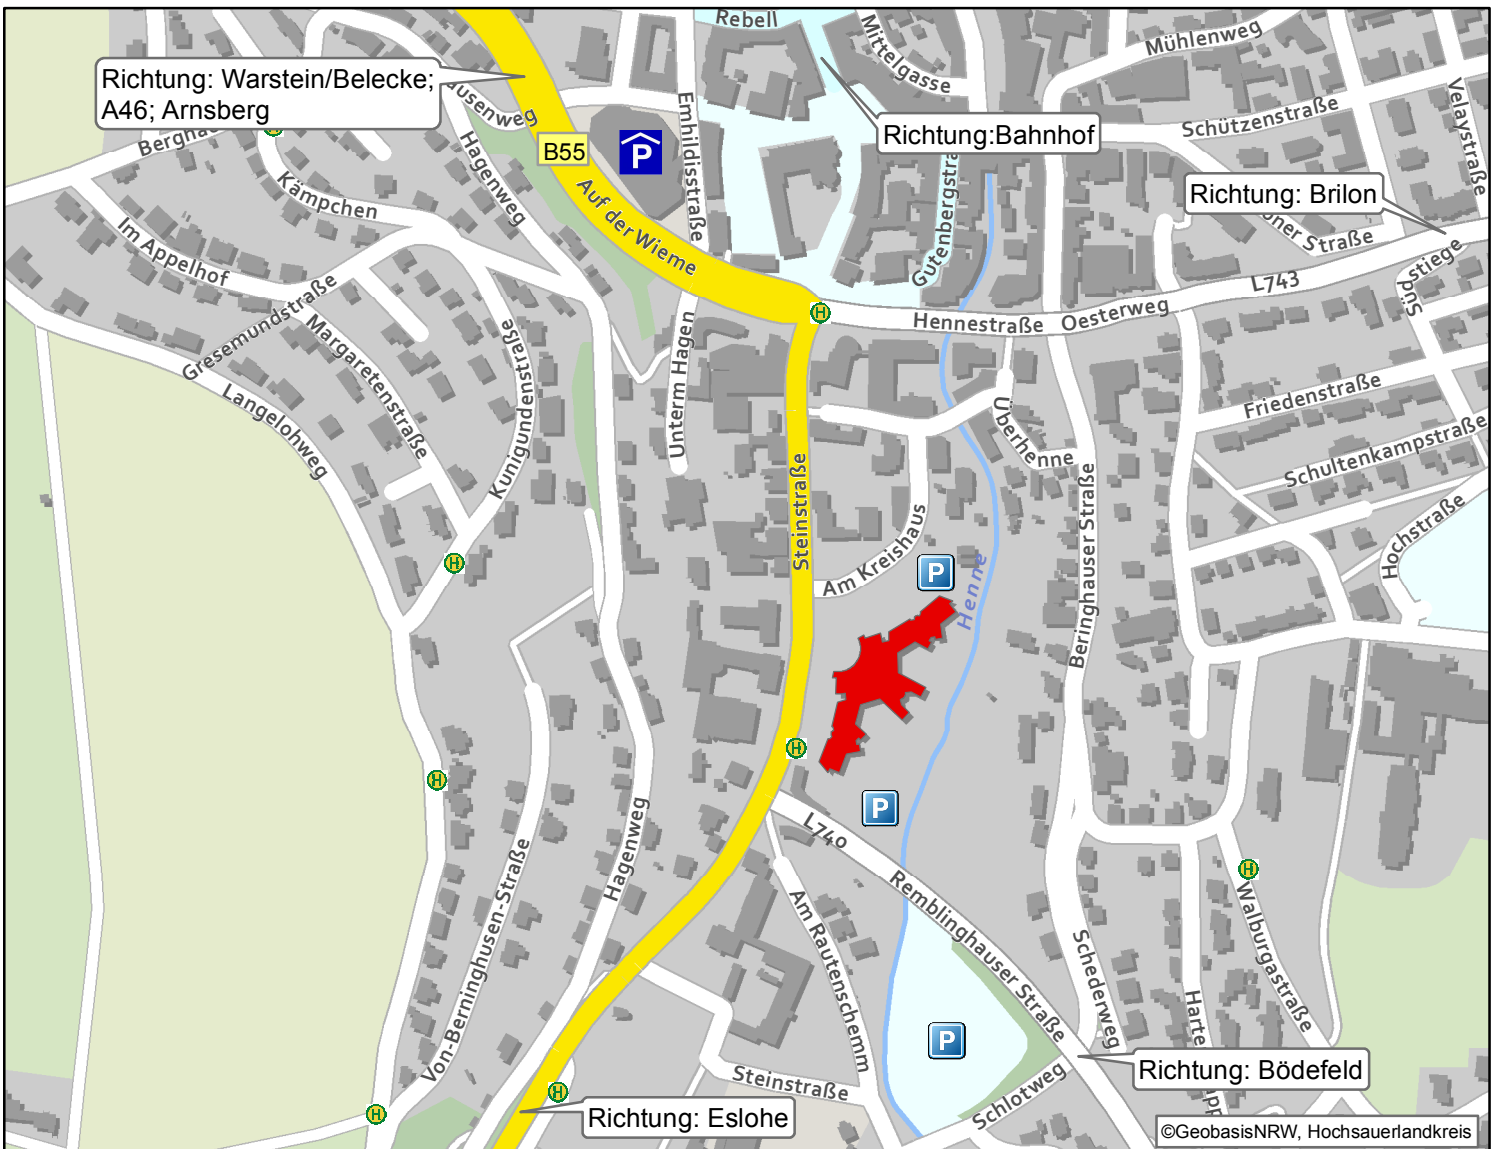 Rebell
Mittelgasse
Mühlenweg
Richtung: Warstein/Belecke;
A46; Arnsberg
Velaystraße
Schützenstraße
Richtung:Bahnhof
Emhildisstraße
Hagenweg
B55
P
Kämpchen
Richtung: Brilon
Auf der Wieme
Im Appelhof
Südstiege
L743
Gresemundstraße
Margaretenstraße
Kunigundenstraße
H
Hennestraße
Oesterweg
Unterm Hagen
Langelohweg
Friedenstraße
Überhenne
Schultenkampstraße
Steinstraße
Beringhauser Straße
Hochstraße
H
Am Kreishaus
P
Henne
H
H
P
L740
Hagenweg
Von-Berninghusen-Straße
Remblinghauser Straße
Am Rautenschemm
H
Walburgastraße
Schederweg
P
Richtung: Bödefeld
Steinstraße
Schlotweg
H
H
Richtung: Eslohe
©GeobasisNRW, Hochsauerlandkreis